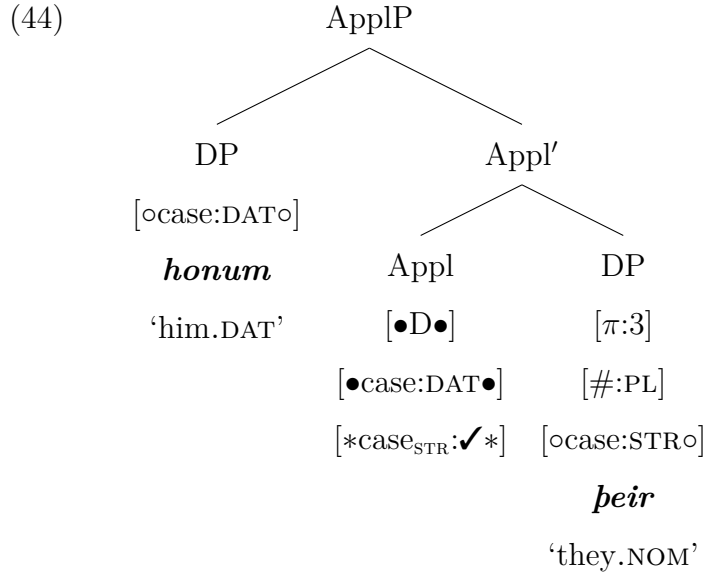 (44)
ApplP
DP
Appl′
[∘case:DAT∘]
honum
Appl
DP
‘him.DAT’
[●D●]
[π:3]
[●case:DAT●]
[#:PL]
[∗case_STR:✓∗]
[∘case:STR∘]
þeir
‘they.NOM’